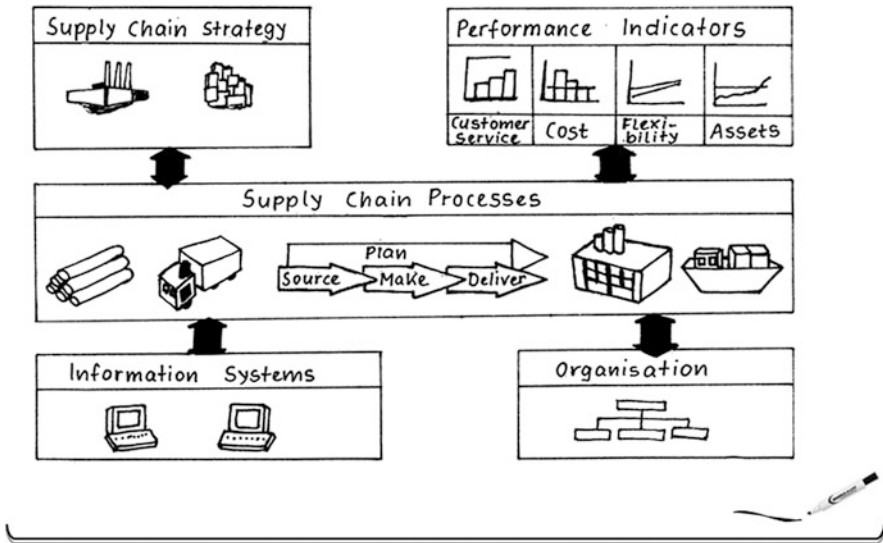 Supply Chain Strategy
Performance Indicators
Customer
service
Cost
Flexi-
bility
Assets
Supply Chain Processes
Plan
Source
Make
Deliver
Information Systems
Organisation